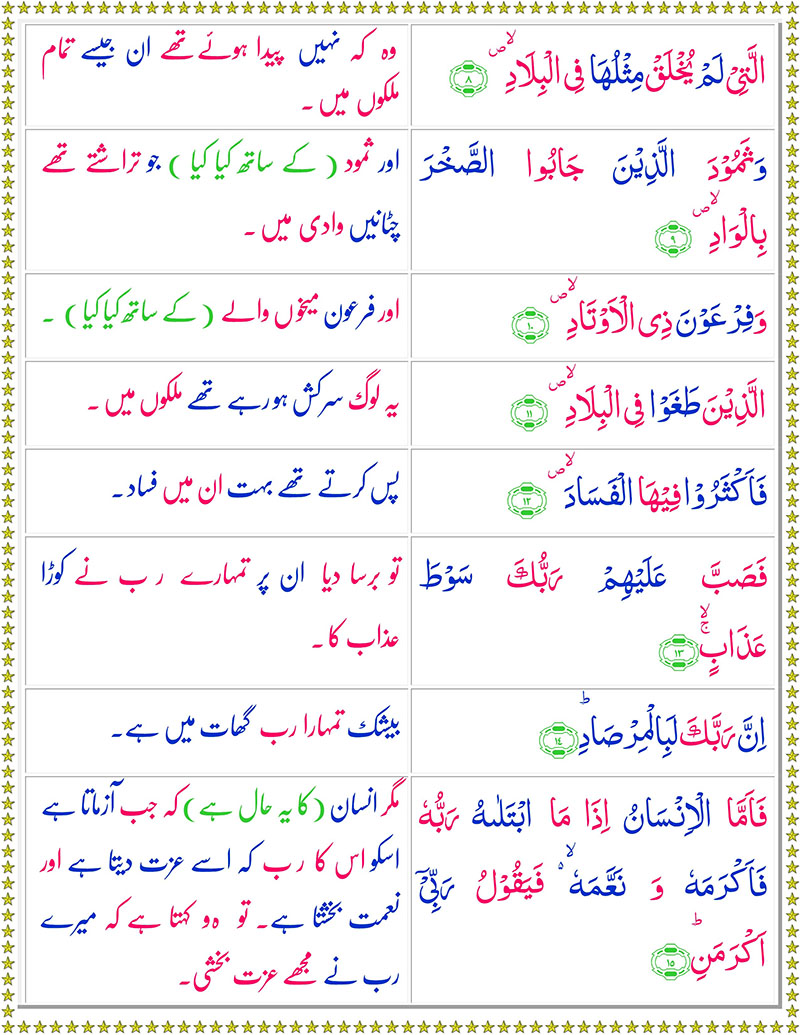 الَّتِیْ لَمْ یُخْلَقْ مِثْلُهَا فِی الْبِلَادِ ۪ۙ ﴿۸﴾
وہ کہ نہیں پیدا ہوئے تھے ان جیسے تمام
ملکوں میں۔
وَثَمُوْدَ الَّذِیْنَ جَابُوا الصَّخْرَ
بِالْوَادِ ۪ۙ ﴿۹﴾
اور ثمود (کے ساتھ کیا کیا) جو تراشتے تھے
چٹانیں وادی میں۔
وَفِرْعَوْنَ ذِی الْاَوْتَادِ ۪ۙ ﴿۱۰﴾
اور فرعون میخوں والے (کے ساتھ کیا کیا)۔
الَّذِیْنَ طَغَوْا فِی الْبِلَادِ ۪ۙ ﴿۱۱﴾
یہ لوگ سرکش ہو رہے تھے ملکوں میں۔
فَاَكْثَرُوْا فِیْهَا الْفَسَادَ ۪ۙ ﴿۱۲﴾
پس کرتے تھے بہت ان میں فساد۔
فَصَبَّ عَلَیْهِمْ رَبُّكَ سَوْطَ
عَذَابٍ ۚۙ ﴿۱۳﴾
تو برسا دیا ان پر تمہارے رب نے کوڑا
عذاب کا۔
اِنَّ رَبَّكَ لَبِالْمِرْصَادِ ؕ ﴿۱٤﴾
بیشک تمہارا رب گھات میں ہے۔
فَاَمَّا الْاِنْسَانُ اِذَا مَا ابْتَلٰىهُ رَبُّهٗ
فَاَكْرَمَهٗ وَ نَعَّمَهٗ ۙ۬ فَیَقُوْلُ رَبِّیْۤ
اَكْرَمَنِ ؕ ﴿۱۵﴾
مگر انسان (کا یہ حال ہے) کہ جب آزماتا ہے
اسکو اس کا رب کہ اسے عزت دیتا ہے اور
نعمت بخشتا ہے۔ تو وہ کہتا ہے کہ میرے
رب نے مجھے عزت بخشی۔